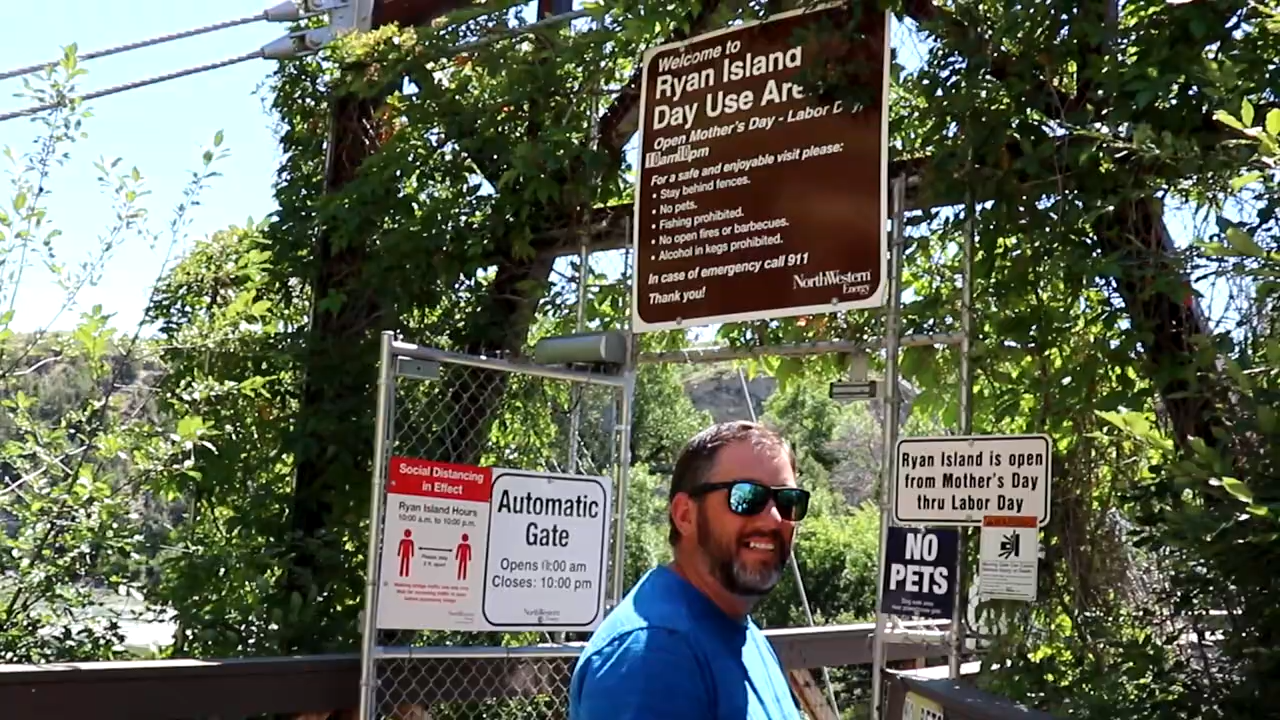 Welcome to
Ryan Island
Day Use Area
Open Mother's Day - Labor Day
10am10pm
For a safe and enjoyable visit please:
• Stay behind fences.
• No pets.
• Fishing prohibited.
• No open fires or barbecues.
• Alcohol in kegs prohibited.
In case of emergency call 911
Thank you!
NorthWestern
Energy
Social Distancing
in Effect
Ryan Island Hours
10:00 a.m. to 10:00 p.m.
Automatic
Gate
Opens 10:00 am
Closes: 10:00 pm
NorthWestern
Ryan Island is open
from Mother's Day
thru Labor Day
NO
PETS